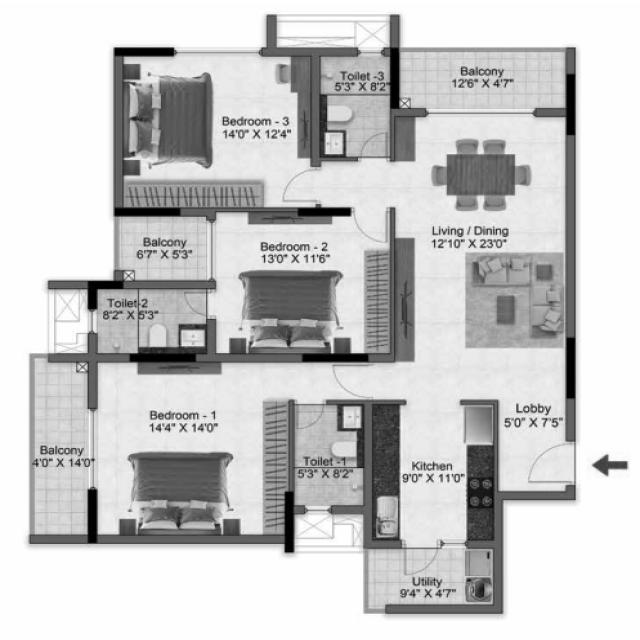 Toilet -3
5'3" X 8'2"
Balcony
12'6" X 4'7"
Bedroom - 3
14'0" X 12'4"
Living / Dining
12'10" X 23'0"
Balcony
6'7" X 5'3"
Bedroom - 2
13'0" X 11'6"
Toilet-2
8'2" X 5'3"
Bedroom - 1
14'4" X 14'0"
Lobby
5'0" X 7'5"
Balcony
4'0" X 14'0"
Toilet -1
5'3" X 8'2"
Kitchen
9'0" X 11'0"
Utility
9'4" X 4'7"